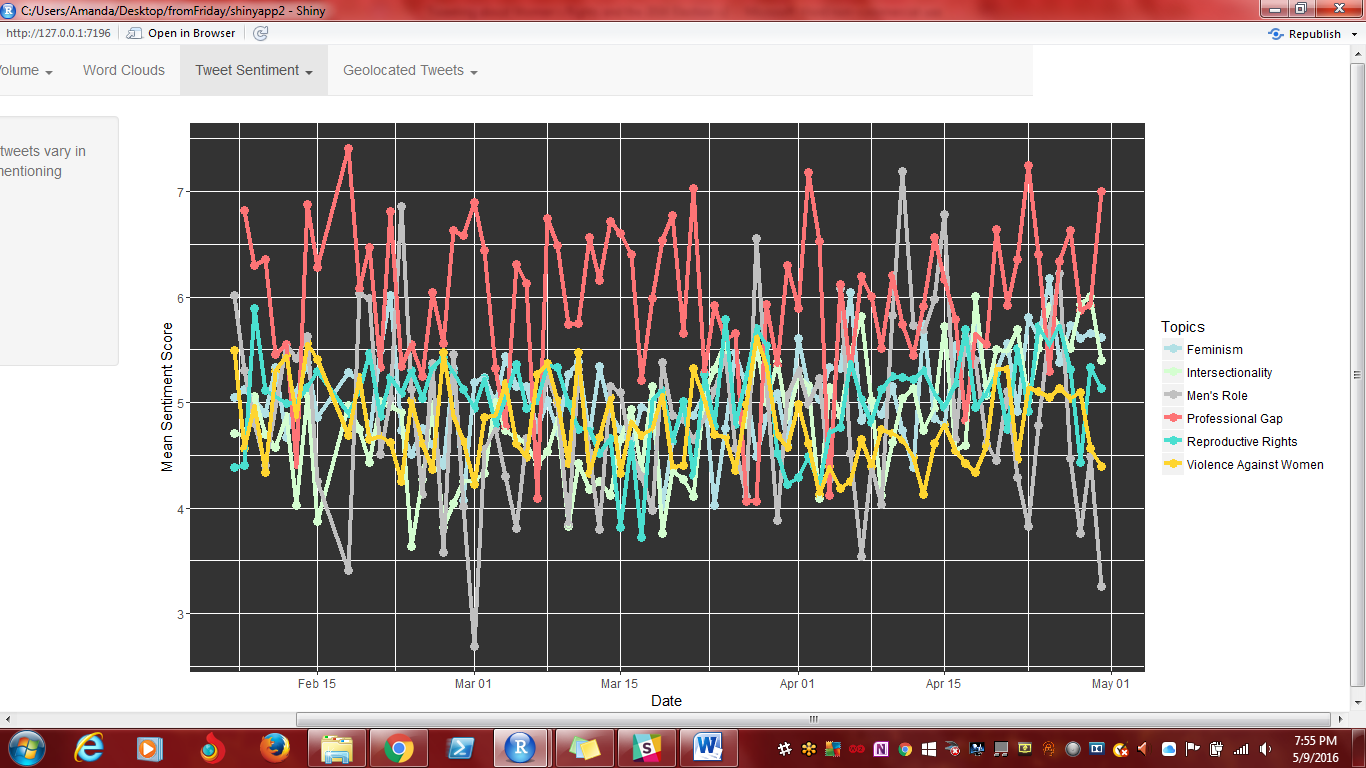 C:/Users/Amanda/Desktop/fromFriday/shinyapp2 - Shiny
http://127.0.0.1:7196 Open in Browser Republish
olume Word Clouds Tweet Sentiment Geolocated Tweets
tweets vary in
nentioning
7
6
5
4
3
Mean Sentiment Score
Feb 15 Mar 01 Mar 15 Apr 01 Apr 15 May 01
Date
Topics
Feminism
Intersectionality
Men's Role
Professional Gap
Reproductive Rights
Violence Against Women
7:55 PM
5/9/2016